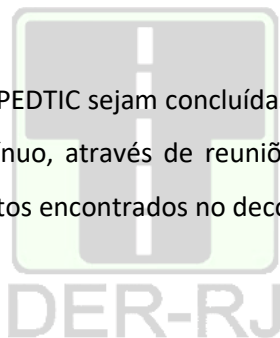 PEDTIC sejam concluída
nuo, através de reuniõ
tos encontrados no deco
DER-RJ